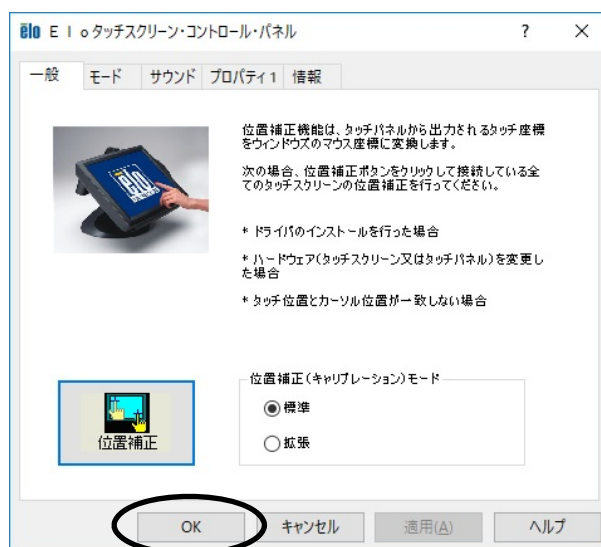 elo Ｅｌｏタッチスクリーン・コントロール・パネル ? ×
一般 モード サウンド プロパティ1 情報
位置補正機能は、タッチパネルから出力されるタッチ座標
をウィンドウズのマウス座標に変換します。
次の場合、位置補正ボタンをクリックして接続している全
てのタッチスクリーンの位置補正を行ってください。
* ドライバのインストールを行った場合
* ハードウェア(タッチスクリーン又はタッチパネル)を変更し
た場合
* タッチ位置とカーソル位置が一致しない場合
elo
位置補正
位置補正(キャリブレーション)モード
標準
拡張
OK キャンセル 適用(A) ヘルプ